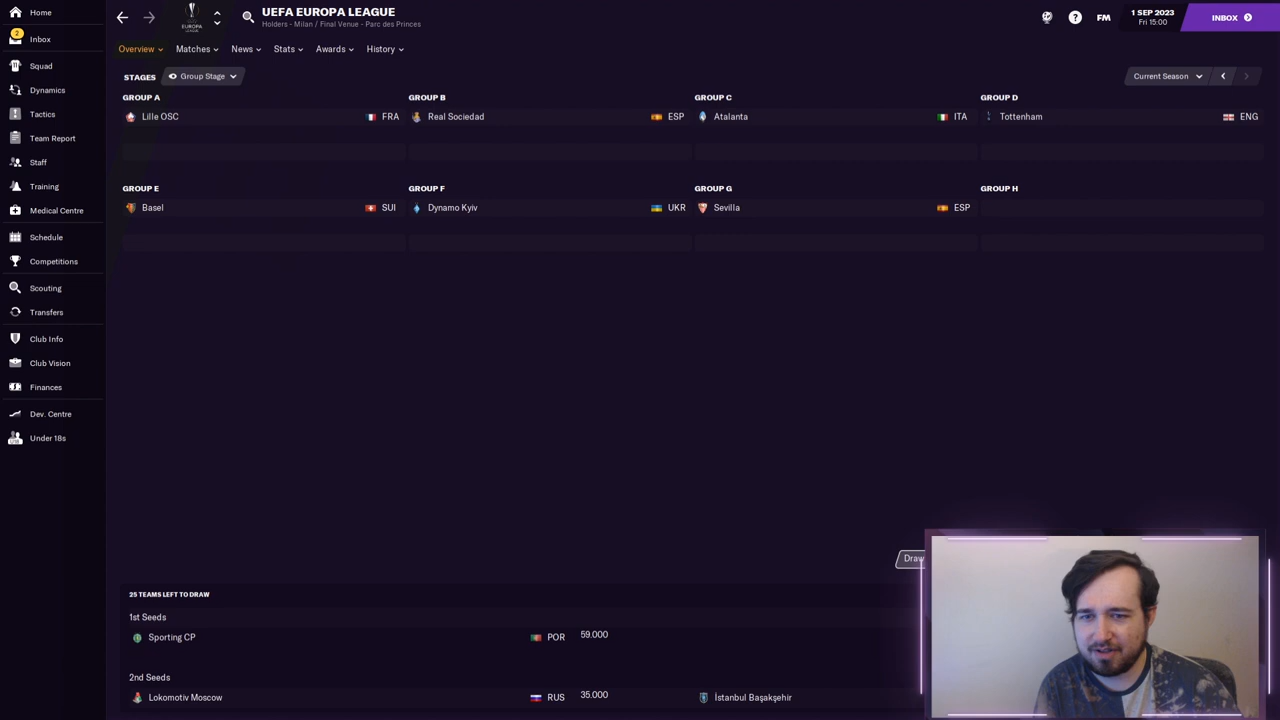 Home
2
Inbox
Squad
Dynamics
Tactics
Team Report
Staff
Training
Medical Centre
Schedule
Competitions
Scouting
Transfers
Club Info
Club Vision
Finances
Dev. Centre
Under 18s
UEFA EUROPA LEAGUE
Holders - Milan / Final Venue - Parc des Princes
FM
1 SEP 2023
Fri 15:00
INBOX
Overview Matches News Stats Awards History
STAGES Group Stage
Current Season
GROUP A GROUP B GROUP C GROUP D
Lille OSC FRA Real Sociedad ESP Atalanta ITA Tottenham ENG
GROUP E GROUP F GROUP G GROUP H
Basel SUI Dynamo Kyiv UKR Sevilla ESP
Draw
25 TEAMS LEFT TO DRAW
1st Seeds
Sporting CP POR 59.000
2nd Seeds
Lokomotiv Moscow RUS 35.000 İstanbul Başakşehir